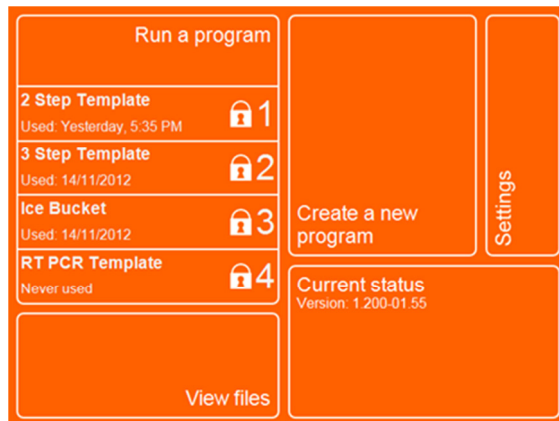 Run a program
2 Step Template
Used: Yesterday, 5:35 PM
1
3 Step Template
Used: 14/11/2012
2
Ice Bucket
Used: 14/11/2012
3
RT PCR Template
Never used
4
View files
Create a new
program
Settings
Current status
Version: 1.200-01.55